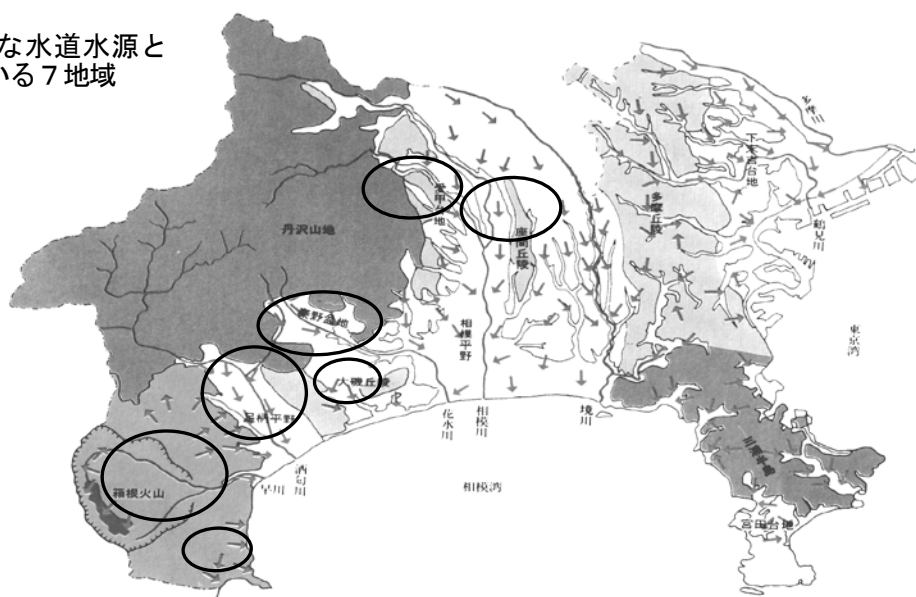 な水道水源と
いる７地域
多摩川
下末吉台地
鶴見川
多摩丘陵
愛甲台地
座間丘陵
丹沢山地
秦野盆地
相模平野
東京湾
大磯丘陵
足柄平野
花水川
相模川
境川
三浦半島
酒匂川
早川
相模湾
箱根火山
宮田台地